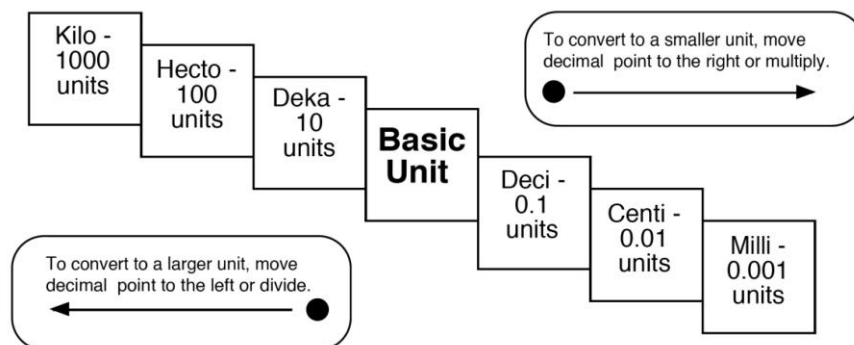 Kilo -
1000
units
Hecto -
100
units
Deka -
10
units
Basic
Unit
Deci -
0.1
units
Centi -
0.01
units
Milli -
0.001
units
To convert to a smaller unit, move
decimal point to the right or multiply.
To convert to a larger unit, move
decimal point to the left or divide.